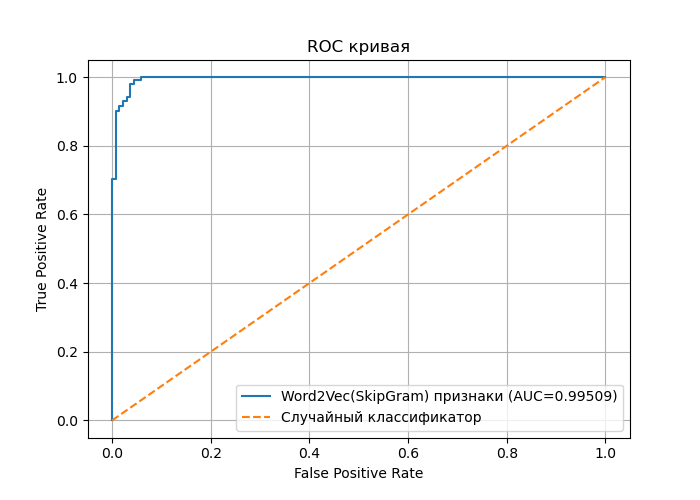 ROC кривая
True Positive Rate
1.0
0.8
0.6
0.4
0.2
0.0
0.0 0.2 0.4 0.6 0.8 1.0
False Positive Rate
Word2Vec(SkipGram) признаки (AUC=0.99509)
Случайный классификатор